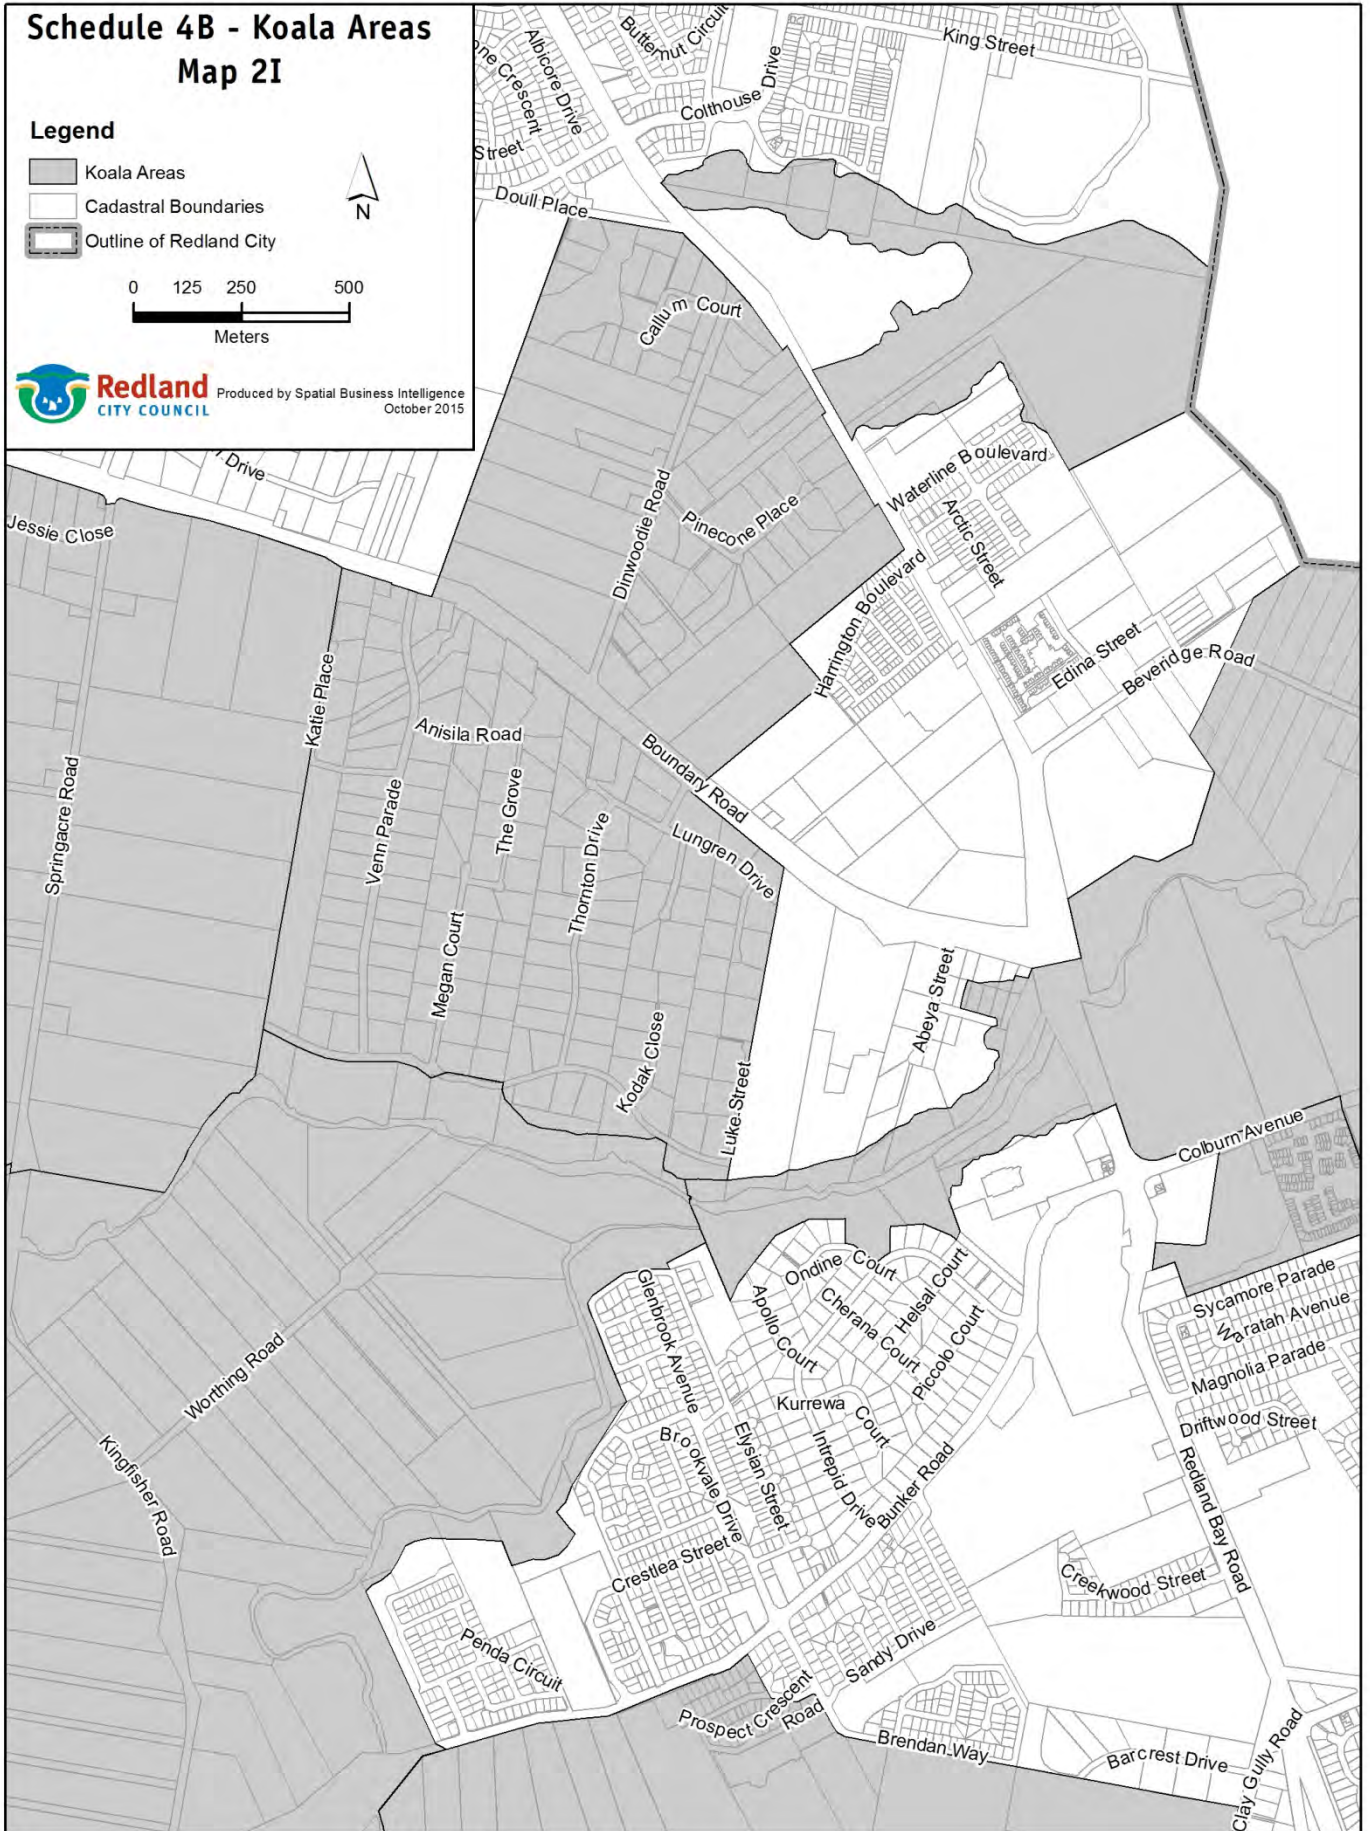 Schedule 4B - Koala Areas
Map 2I
Legend
Koala Areas
Cadastral Boundaries
Outline of Redland City
N
0 125 250 500
Meters
Redland
CITY COUNCIL
Produced by Spatial Business Intelligence
October 2015
Butternut Circuit
King Street
Albicore Drive
Crescent
Colthouse Drive
Street
Doull Place
Callum Court
Drive
Jessie Close
Dinwoodie Road
Pinecone Place
Waterline Boulevard
Arctic Street
Harrington Boulevard
Edina Street
Beveridge Road
Katie Place
Anisila Road
Boundary Road
Springacre Road
Venn Parade
The Grove
Thornton Drive
Lungren Drive
Megan Court
Abeya Street
Kodak Close
Luke Street
Colburn Avenue
Ondine Court
Glenbrook Avenue
Apollo Court
Cherana Court
Helsal Court
Piccolo Court
Sycamore Parade
Waratah Avenue
Magnolia Parade
Driftwood Street
Worthing Road
Kurrewa Court
Kingfisher Road
Brookvale Drive
Elysian Street
Intrepid Drive
Bunker Road
Redland Bay Road
Crestlea Street
Creekwood Street
Penda Circuit
Sandy Drive
Prospect Crescent
Road
Brendan Way
Barcrest Drive
Clay Gully Road